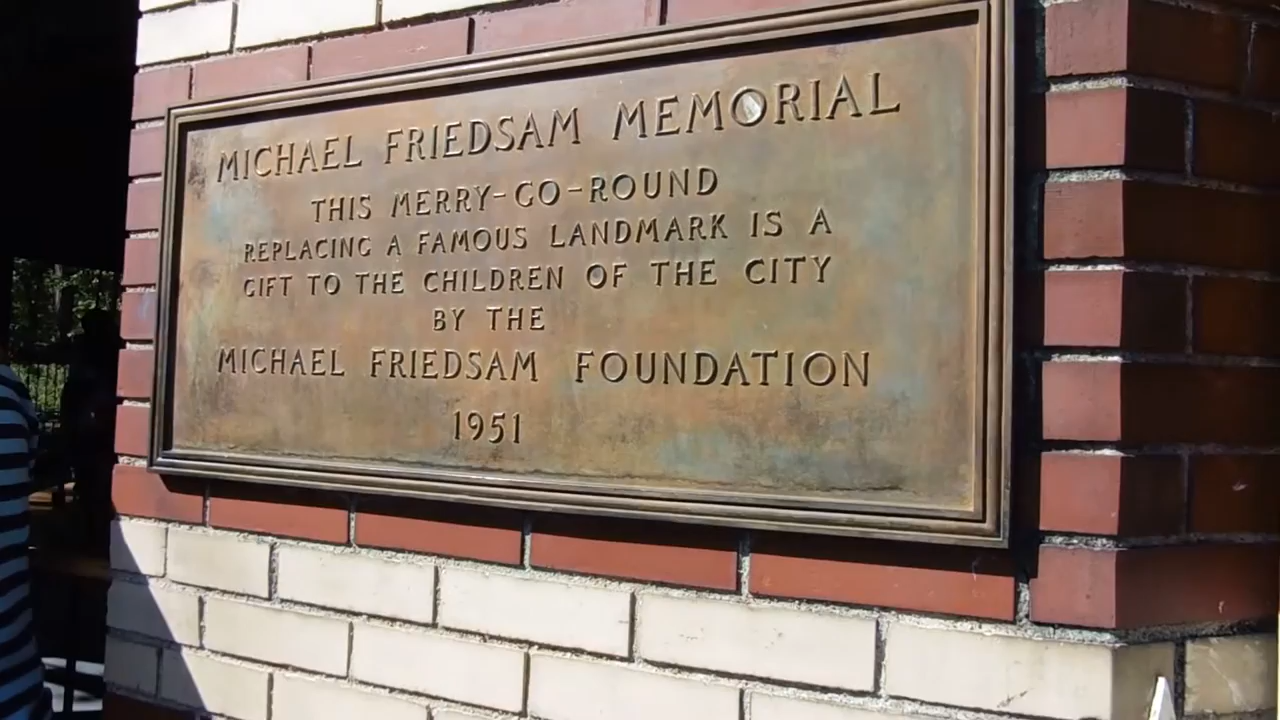 MICHAEL FRIEDSAM MEMORIAL
THIS MERRY-GO-ROUND
REPLACING A FAMOUS LANDMARK IS A
GIFT TO THE CHILDREN OF THE CITY
BY THE
MICHAEL FRIEDSAM FOUNDATION
1951